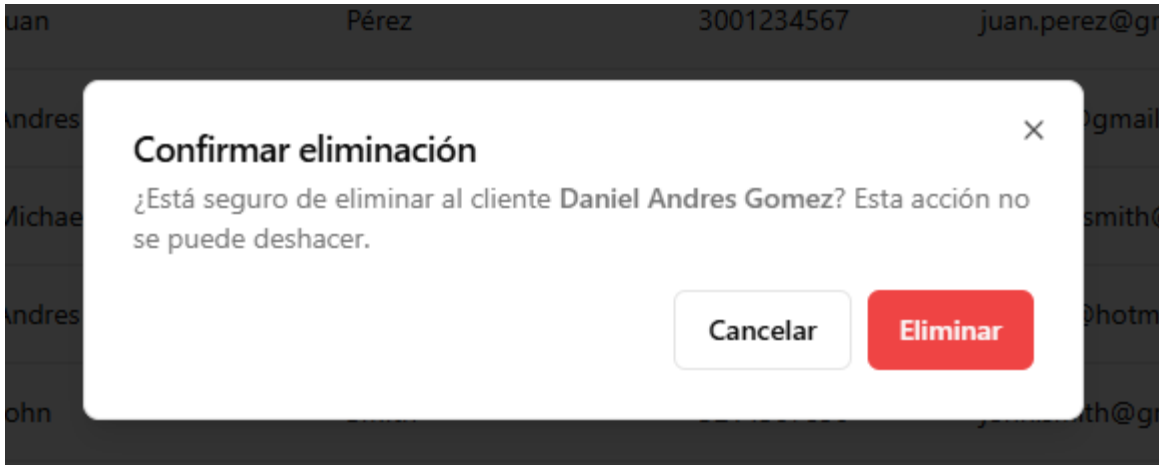 Pérez 3001234567
Confirmar eliminación
¿Está seguro de eliminar al cliente Daniel Andres Gomez? Esta acción no
se puede deshacer.
Cancelar Eliminar